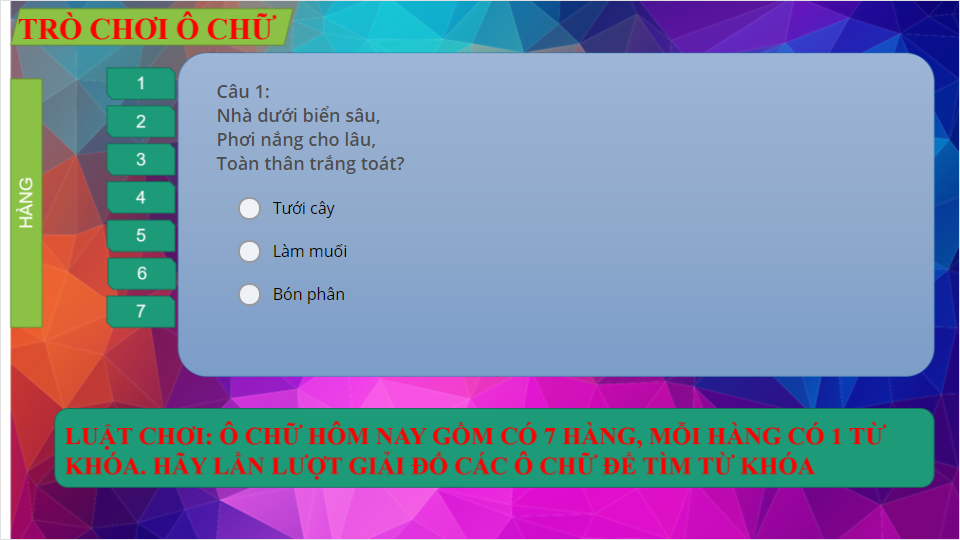 TRÒ CHƠI Ô CHỮ
HÀNG
1
2
3
4
5
6
7
Câu 1:
Nhà dưới biển sâu,
Phơi nắng cho lâu,
Toàn thân trắng toát?
Tưới cây
Làm muối
Bón phân
LUẬT CHƠI: Ô CHỮ HÔM NAY GỒM CÓ 7 HÀNG, MỖI HÀNG CÓ 1 TỪ
KHÓA. HÃY LẦN LƯỢT GIẢI ĐỐ CÁC Ô CHỮ ĐỂ TÌM TỪ KHÓA